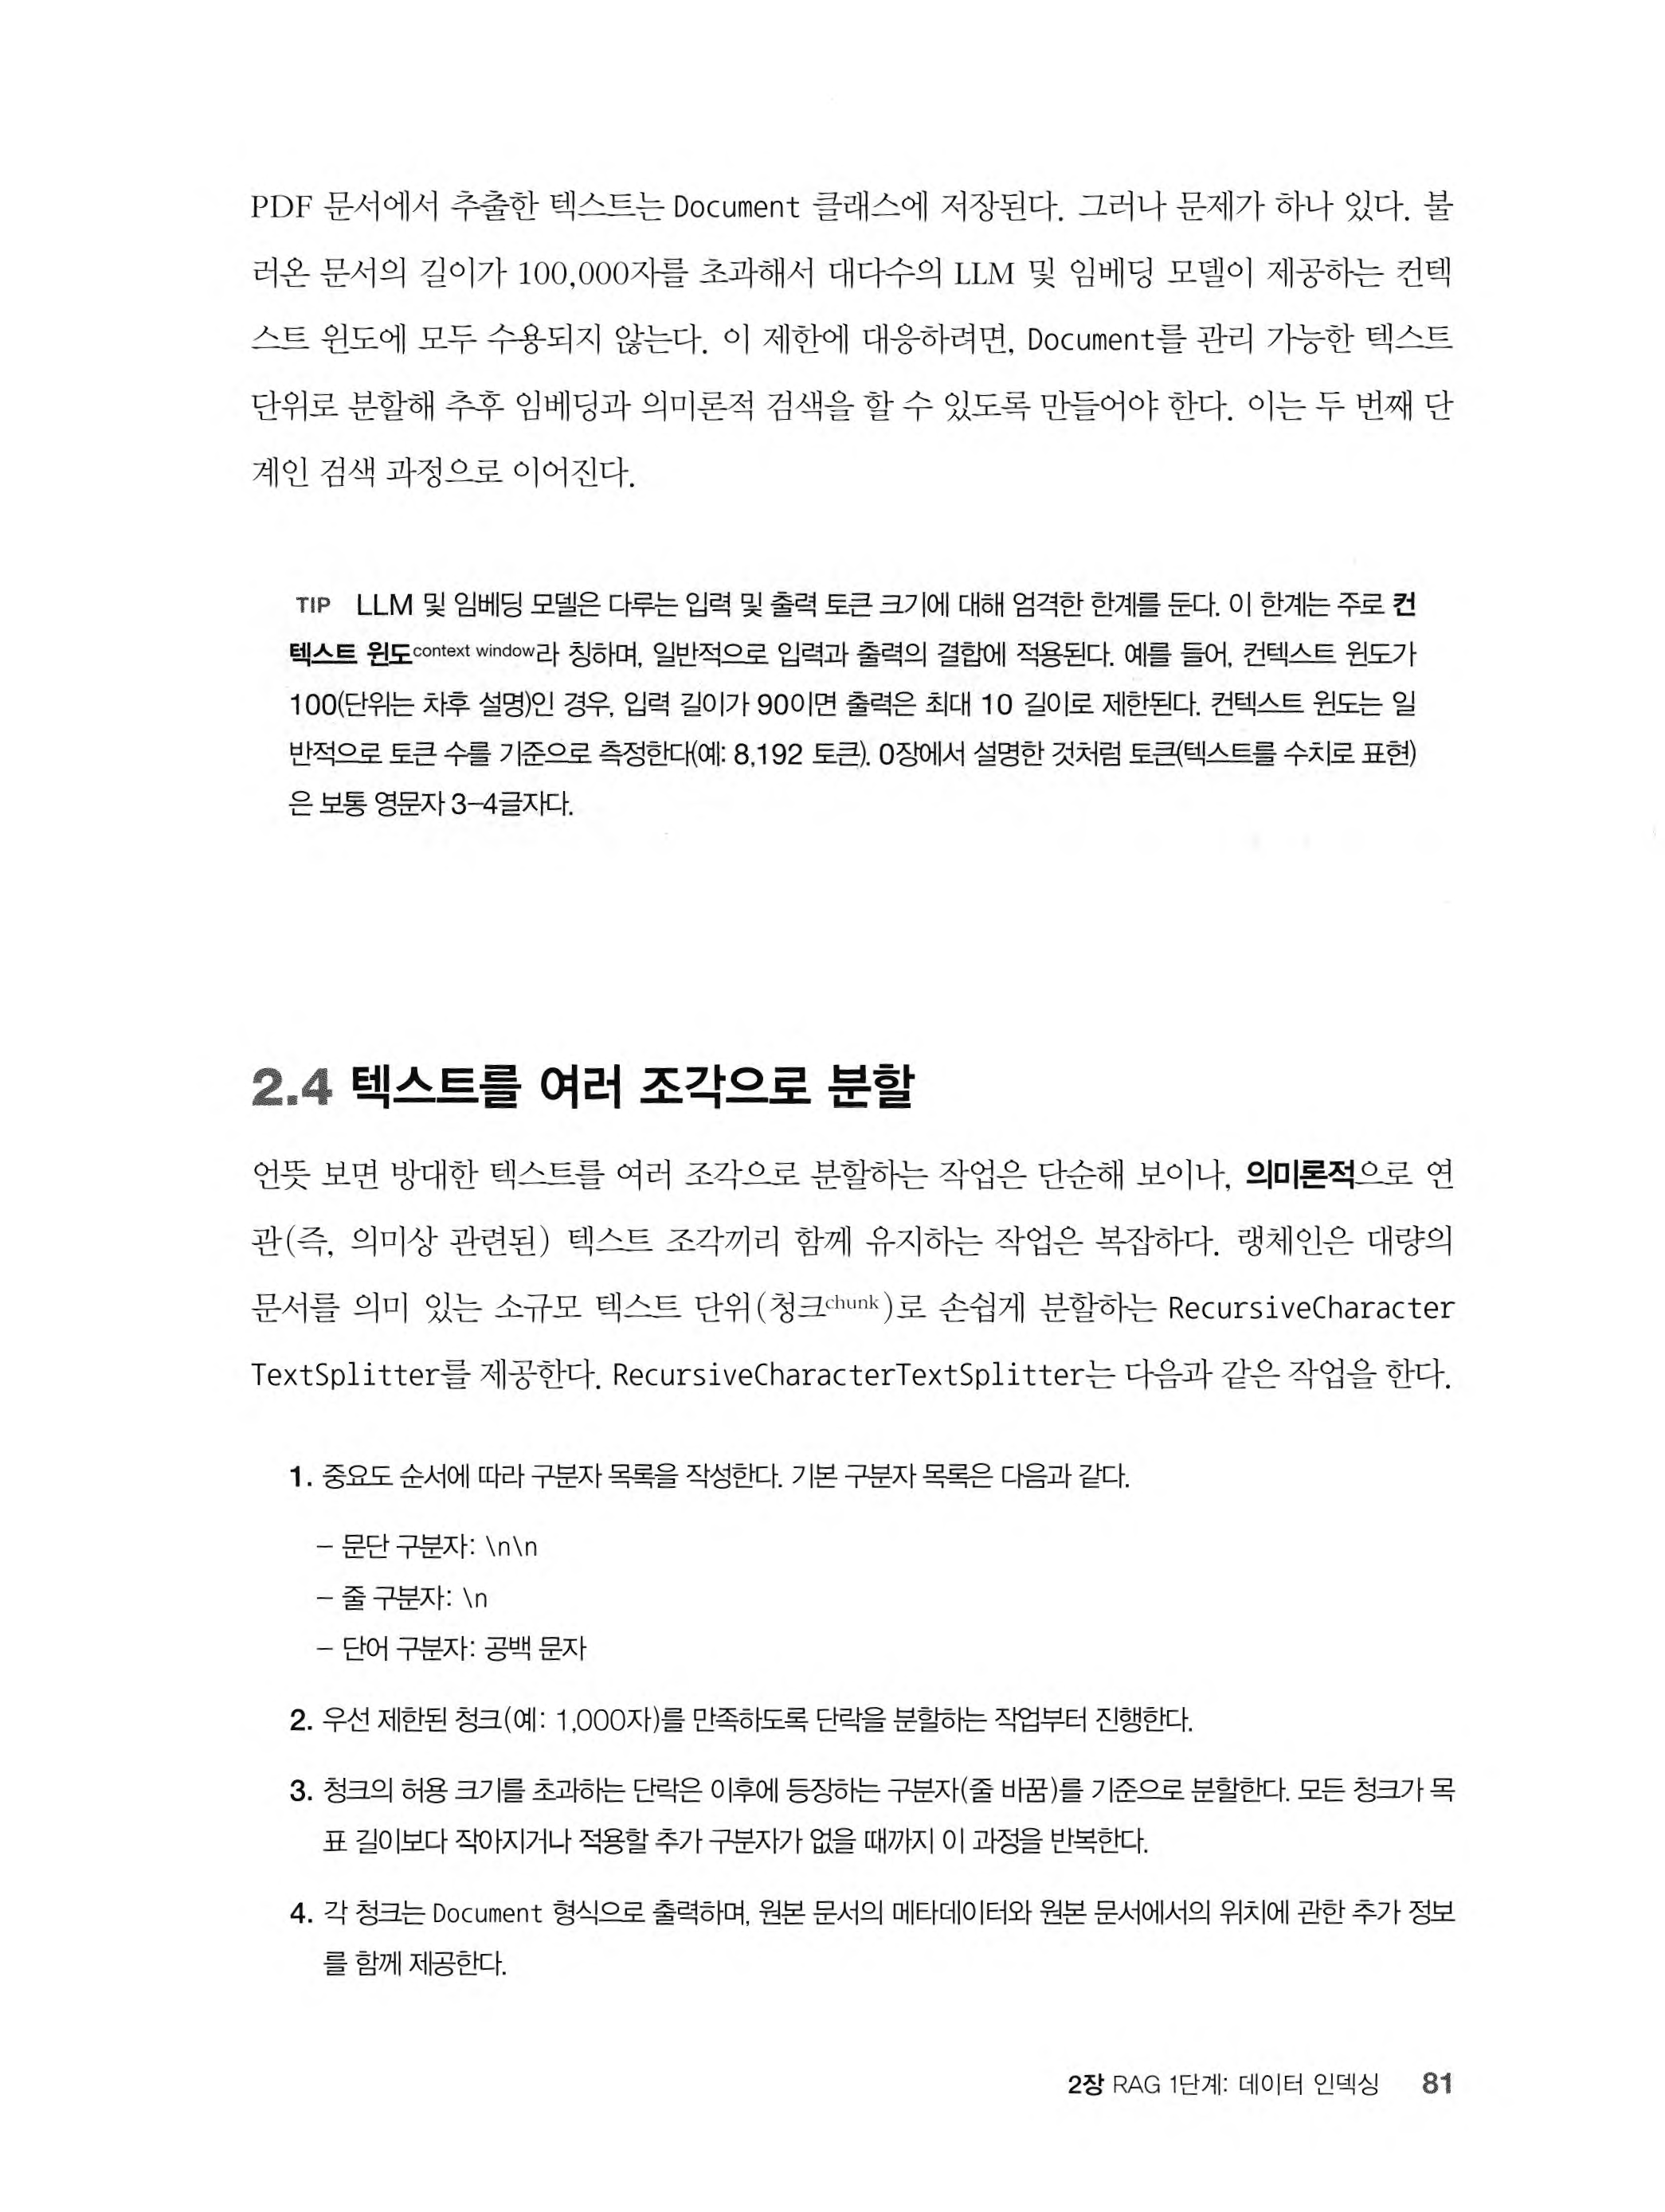 PDF 문서에서 추출한 텍스트는 Document 클래스에 저장된다. 그러나 문제가 하나 있다. 불
러온 문서의 길이가 100,000자를 초과해서 대다수의 LLM 및 임베딩 모델이 제공하는 컨텍
스트 윈도에 모두 수용되지 않는다. 이 제한에 대응하려면, Document를 관리 가능한 텍스트
단위로 분할해 추후 임베딩과 의미론적 검색을 할 수 있도록 만들어야 한다. 이는 두 번째 단
계인 검색 과정으로 이어진다.
TIP LLM 및 임베딩 모델은 다루는 입력 및 출력 토큰 크기에 대해 엄격한 한계를 둔다. 이 한계는 주로 컨
텍스트 윈도context window라 칭하며, 일반적으로 입력과 출력의 결합에 적용된다. 예를 들어, 컨텍스트 윈도가
100(단위는 차후 설명)인 경우, 입력 길이가 90이면 출력은 최대 10 길이로 제한된다. 컨텍스트 윈도는 일
반적으로 토큰 수를 기준으로 측정한다(예: 8,192 토큰). 0장에서 설명한 것처럼 토큰(텍스트를 수치로 표현)
은 보통 영문자 3-4글자다.
2.4 텍스트를 여러 조각으로 분할
언뜻 보면 방대한 텍스트를 여러 조각으로 분할하는 작업은 단순해 보이나, 의미론적으로 연
관(즉, 의미상 관련된) 텍스트 조각끼리 함께 유지하는 작업은 복잡하다. 랭체인은 대량의
문서를 의미 있는 소규모 텍스트 단위(청크chunk)로 손쉽게 분할하는 RecursiveCharacter
TextSplitter를 제공한다. RecursiveCharacterTextSplitter는 다음과 같은 작업을 한다.
1. 중요도 순서에 따라 구분자 목록을 작성한다. 기본 구분자 목록은 다음과 같다.
– 문단 구분자: \n\n
– 줄 구분자: \n
– 단어 구분자: 공백 문자
2. 우선 제한된 청크(예: 1,000자)를 만족하도록 단락을 분할하는 작업부터 진행한다.
3. 청크의 허용 크기를 초과하는 단락은 이후에 등장하는 구분자(줄 바꿈)를 기준으로 분할한다. 모든 청크가 목
표 길이보다 작아지거나 적용할 추가 구분자가 없을 때까지 이 과정을 반복한다.
4. 각 청크는 Document 형식으로 출력하며, 원본 문서의 메타데이터와 원본 문서에서의 위치에 관한 추가 정보
를 함께 제공한다.
2장 RAG 1단계: 데이터 인덱싱 81